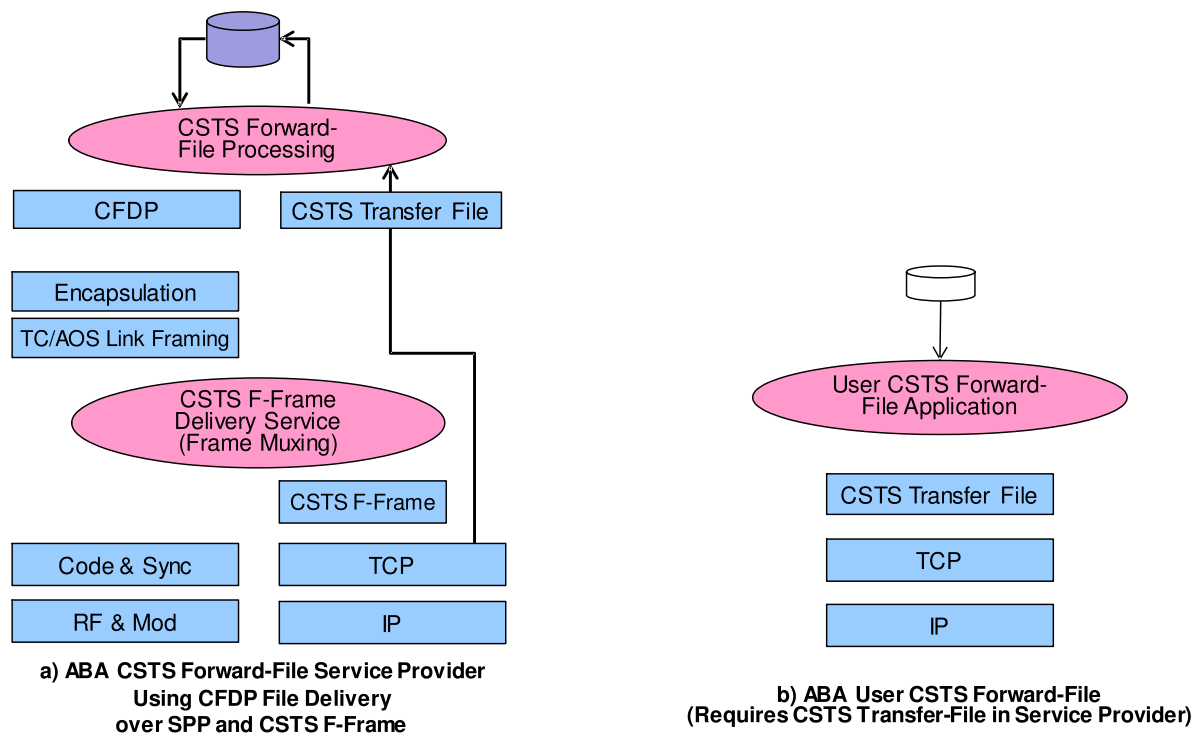 CSTS Forward-
File Processing
CFDP
CSTS Transfer File
Encapsulation
TC/AOS Link Framing
CSTS F-Frame
Delivery Service
(Frame Muxing)
CSTS F-Frame
Code & Sync
TCP
RF & Mod
IP
a) ABA CSTS Forward-File Service Provider
Using CFDP File Delivery
over SPP and CSTS F-Frame
User CSTS Forward-
File Application
CSTS Transfer File
TCP
IP
b) ABA User CSTS Forward-File
(Requires CSTS Transfer-File in Service Provider)